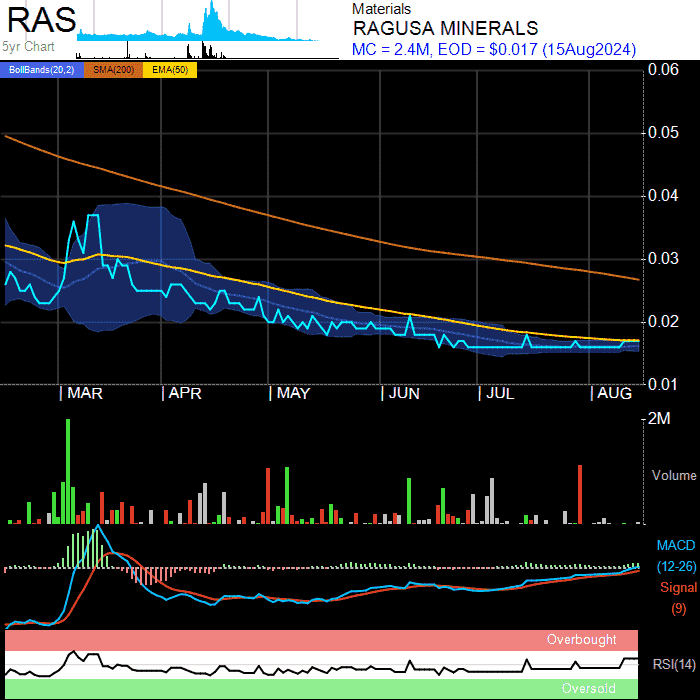 RAS
5yr Chart
Materials
RAGUSA MINERALS
MC = 2.4M, EOD = $0.017 (15Aug2024)
BollBands(20,2) SMA(200) EMA(50)
0.06
0.05
0.04
0.03
0.02
0.01
MAR APR MAY JUN JUL AUG
2M
Volume
MACD
(12-26)
Signal
(9)
Overbought
RSI(14)
Oversold